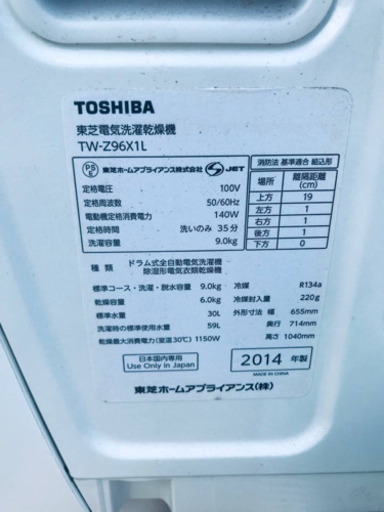 TOSHIBA
東芝電気洗濯乾燥機
TW-Z96X1L
PSE 東芝ホームアプライアンス株式会社 S JET
定格電圧 100V
定格周波数 50/60Hz
電動機定格消費電力 140W
定格時間 洗いのみ 35分
洗濯容量 9.0kg
消防法 基準適合 組込形
場所 離隔距離(cm)
上方 19
左方 1
右方 1
後方 1
下方 0
種類 ドラム式全自動電気洗濯機
除湿形電気衣類乾燥機
標準コース・洗濯・脱水容量 9.0kg
乾燥容量 6.0kg
標準水量 30L
洗濯時の標準使用水量 59L
乾燥最大消費電力(室温30℃) 1150W
冷媒 R134a
冷媒封入量 220g
外形寸法 幅 655mm
奥行 714mm
高さ 1040mm
日本国内専用
Use Only in Japan
2014 年製
MADE IN CHINA
東芝ホームアプライアンス(株)